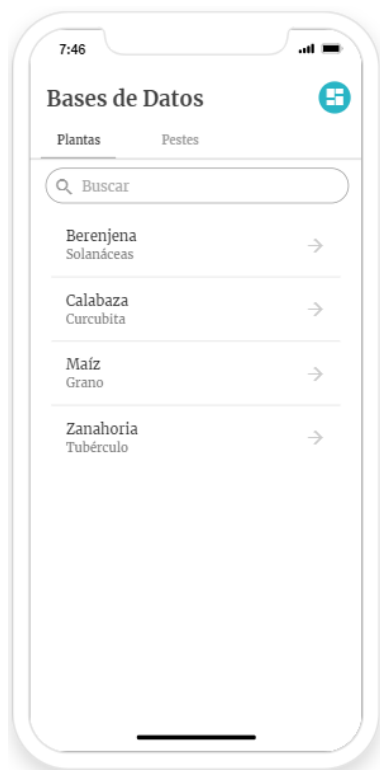 7:46
Bases de Datos
Plantas Pestes
Buscar
Berenjena
Solanáceas
Calabaza
Curcubita
Maíz
Grano
Zanahoria
Tubérculo